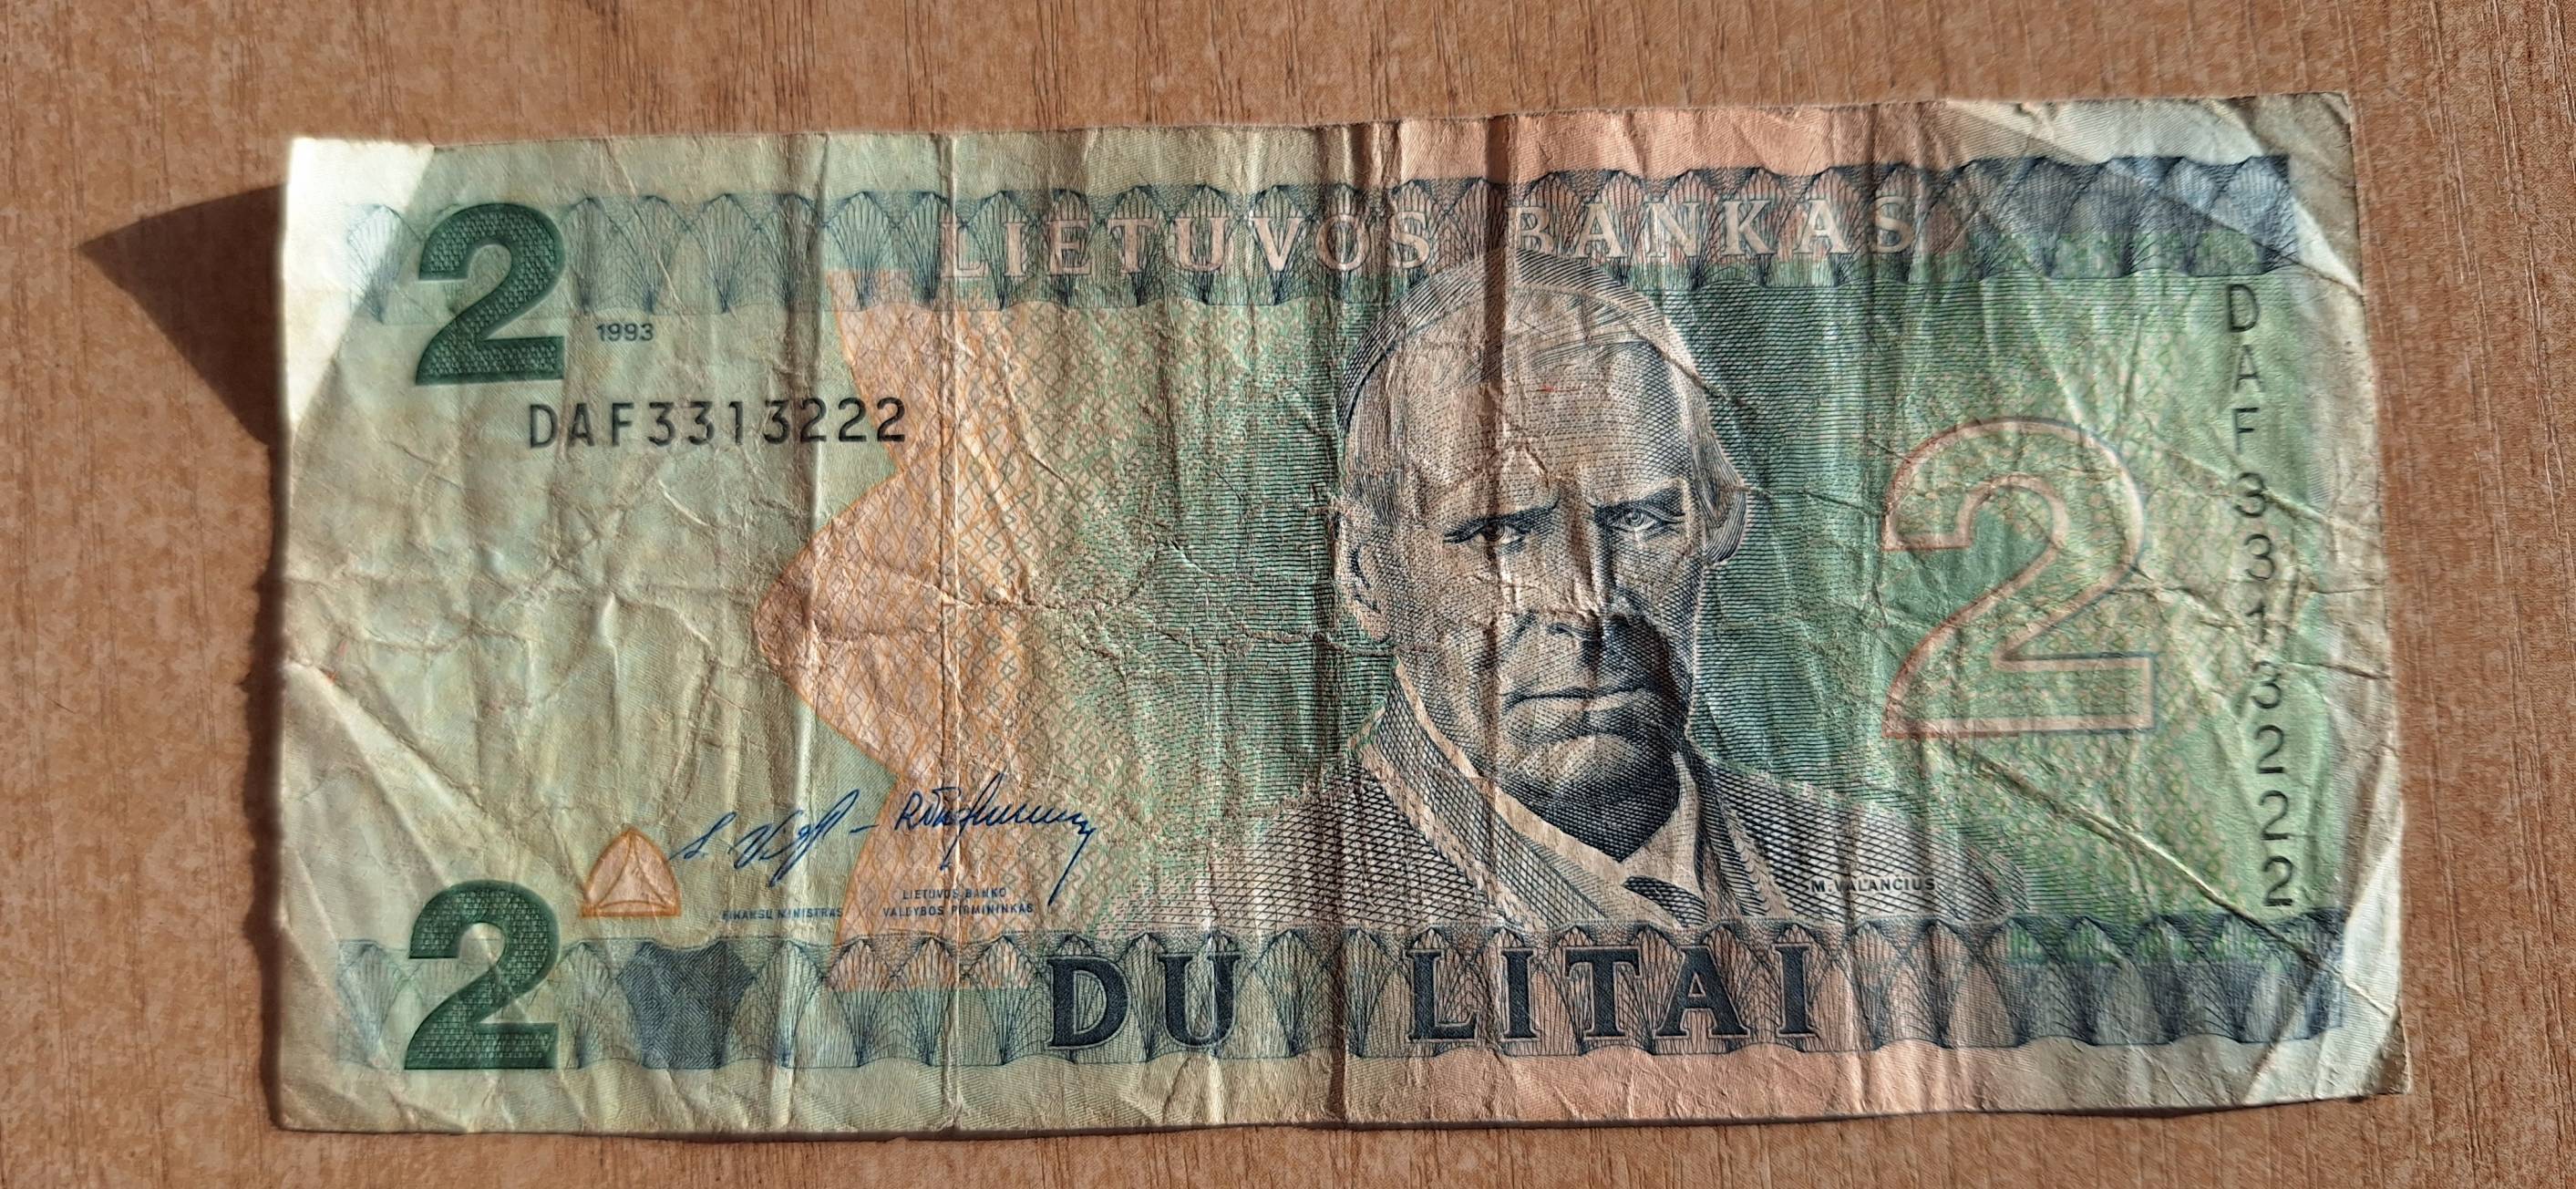 LIETUVOS BANKAS
2
1993
DAF3313222
DAF3313222
2
LIETUVOS BANKO
FINANSŲ MINISTRAS
VALDYBOS PIRMININKAS
M. VALANČIUS
2
DU LITAI